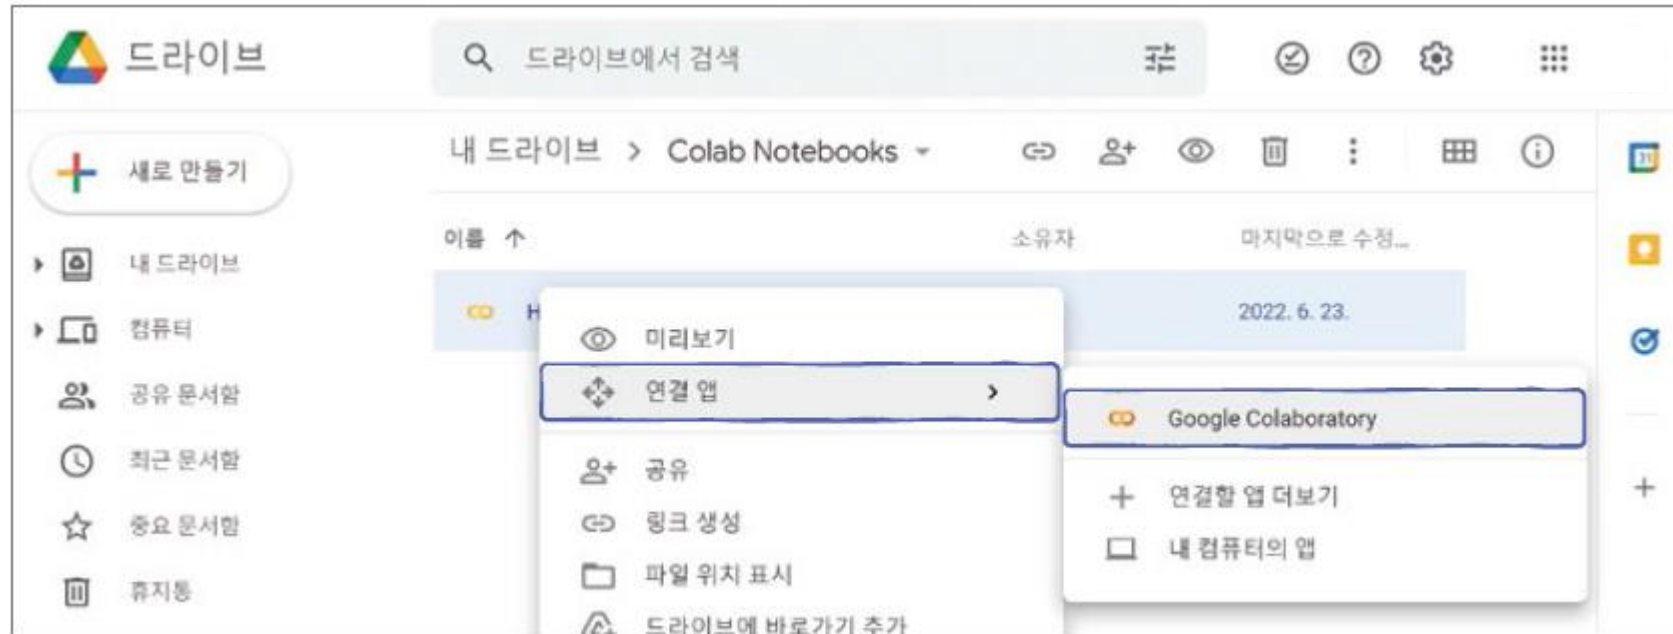 드라이브
드라이브에서 검색
새로 만들기
내 드라이브
컴퓨터
공유 문서함
최근 문서함
중요 문서함
휴지통
내 드라이브 > Colab Notebooks
이름 소유자 마지막으로 수정...
H 2022. 6. 23.
미리보기
연결 앱
공유
링크 생성
파일 위치 표시
드라이브에 바로가기 추가
Google Colaboratory
연결할 앱 더보기
내 컴퓨터의 앱
31